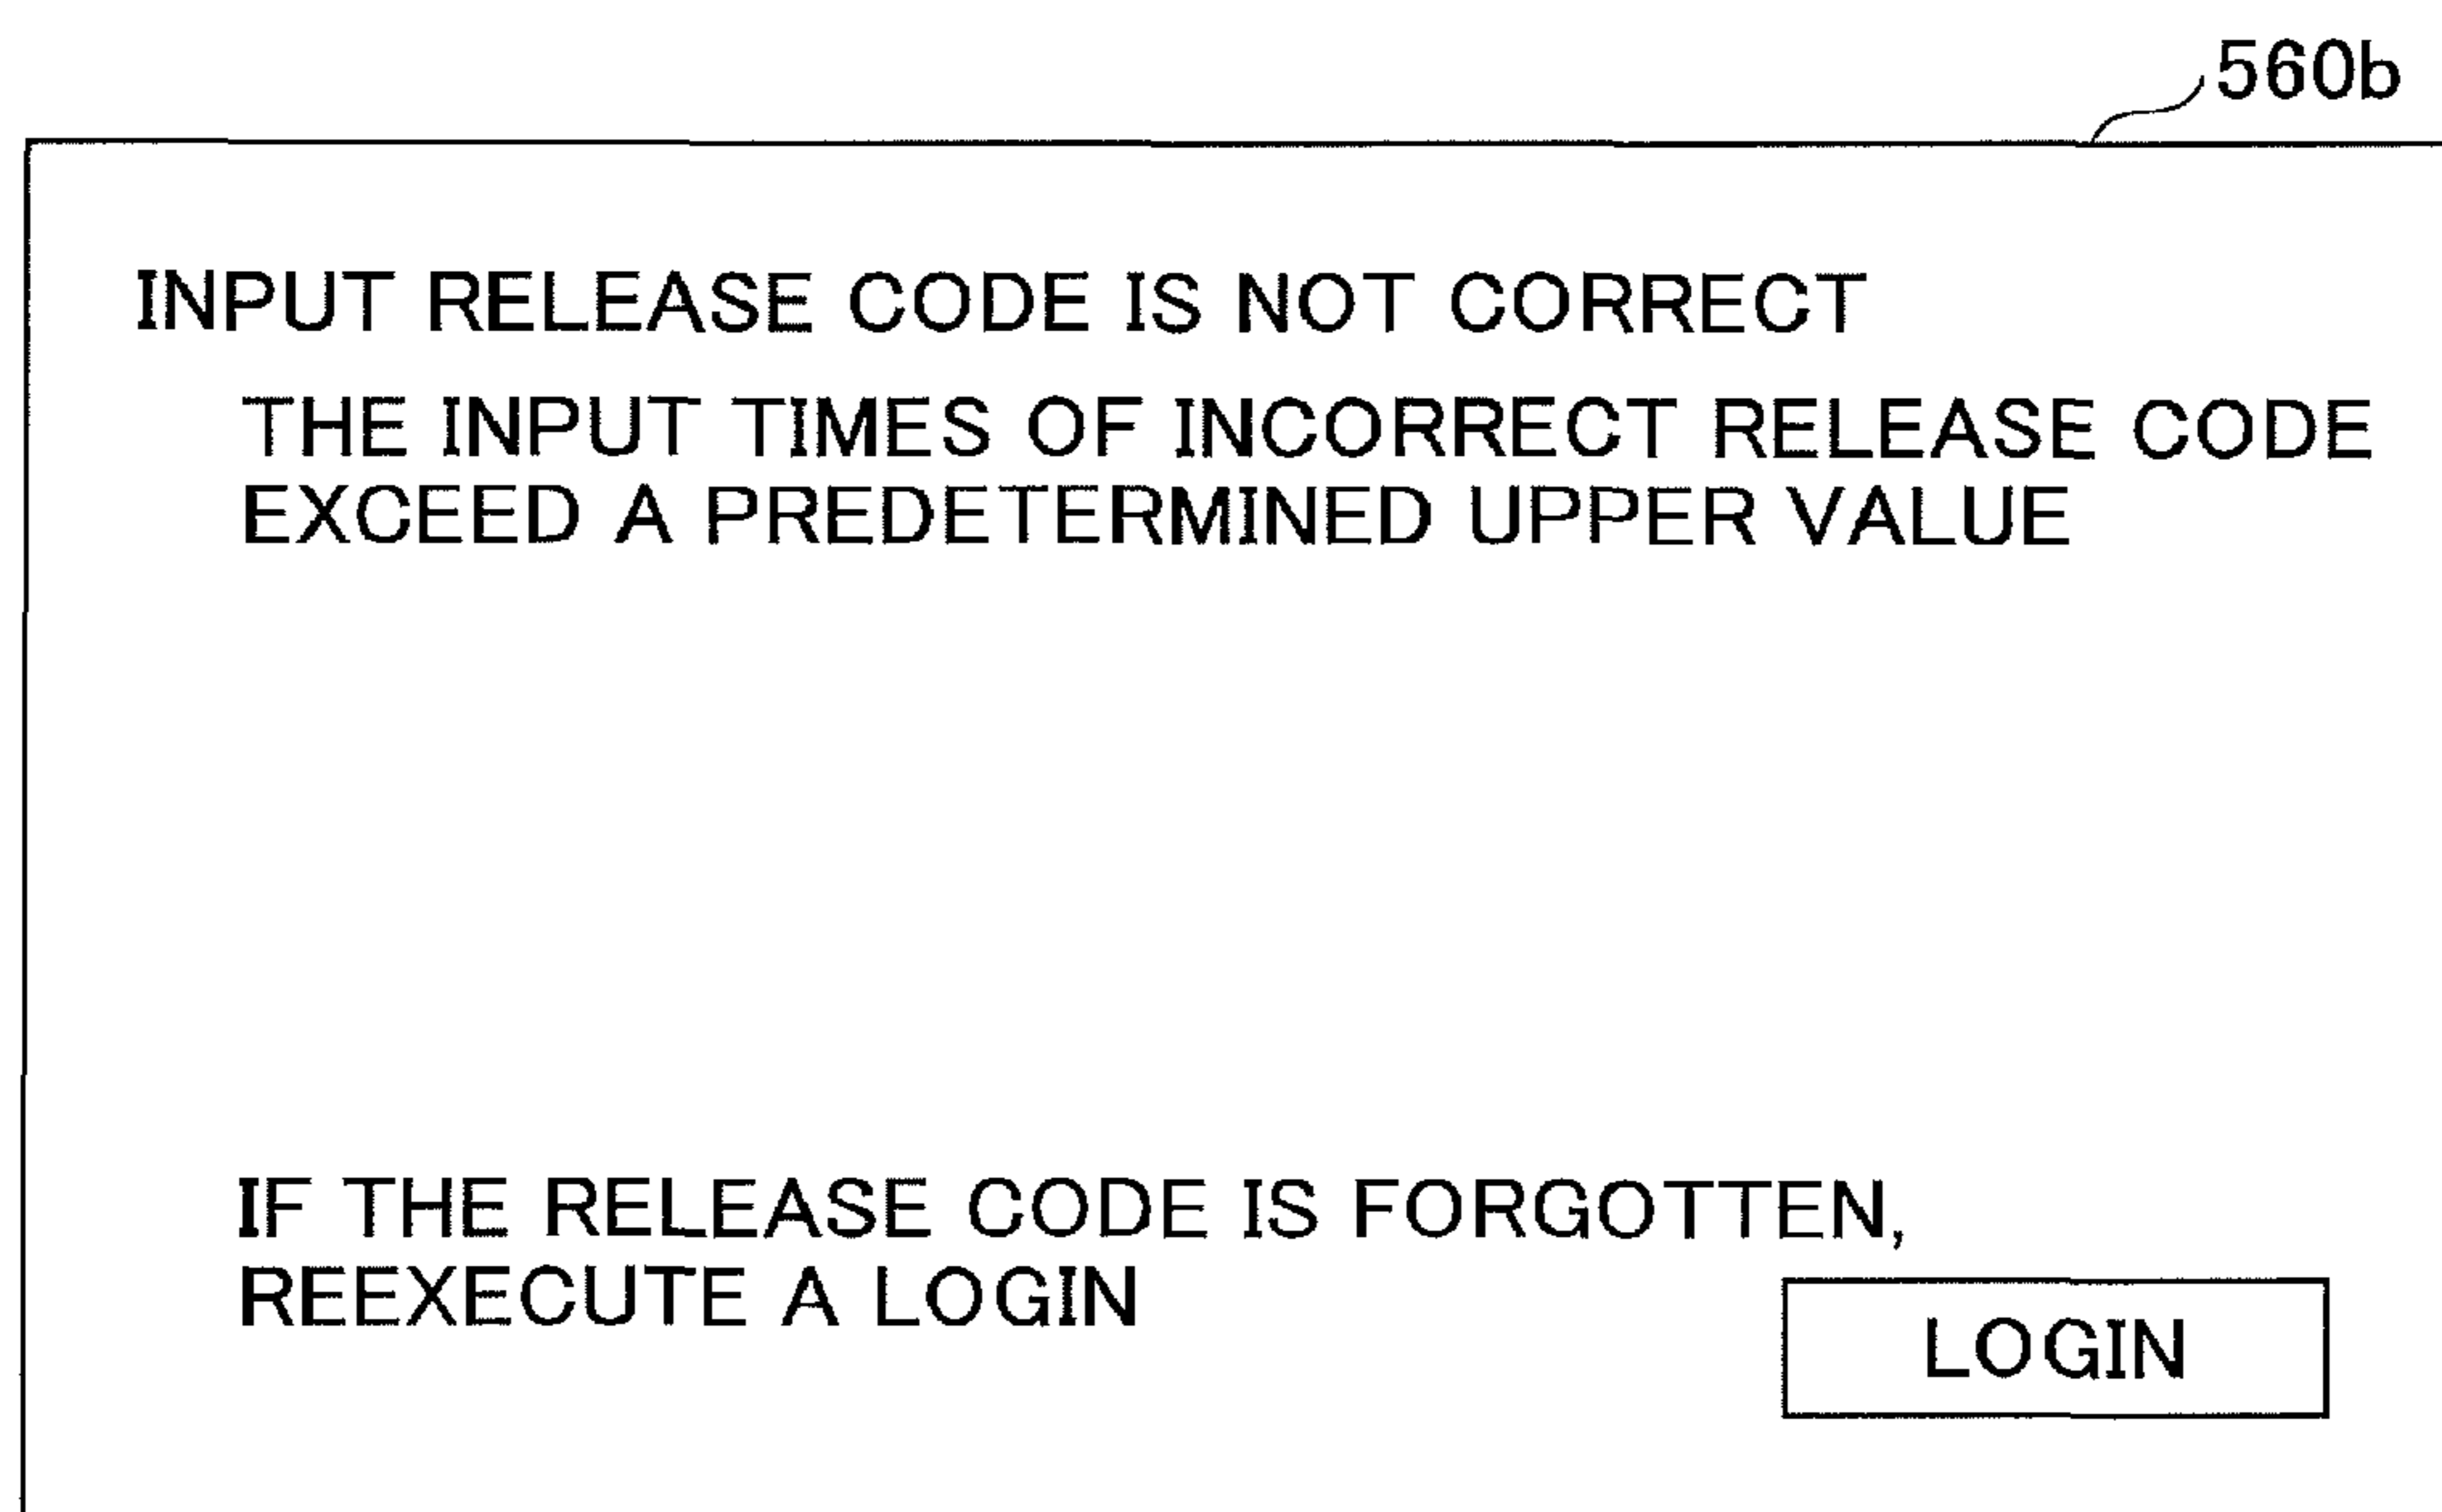 560b
INPUT RELEASE CODE IS NOT CORRECT
THE INPUT TIMES OF INCORRECT RELEASE CODE
EXCEED A PREDETERMINED UPPER VALUE
IF THE RELEASE CODE IS FORGOTTEN,
REEXECUTE A LOGIN
LOGIN